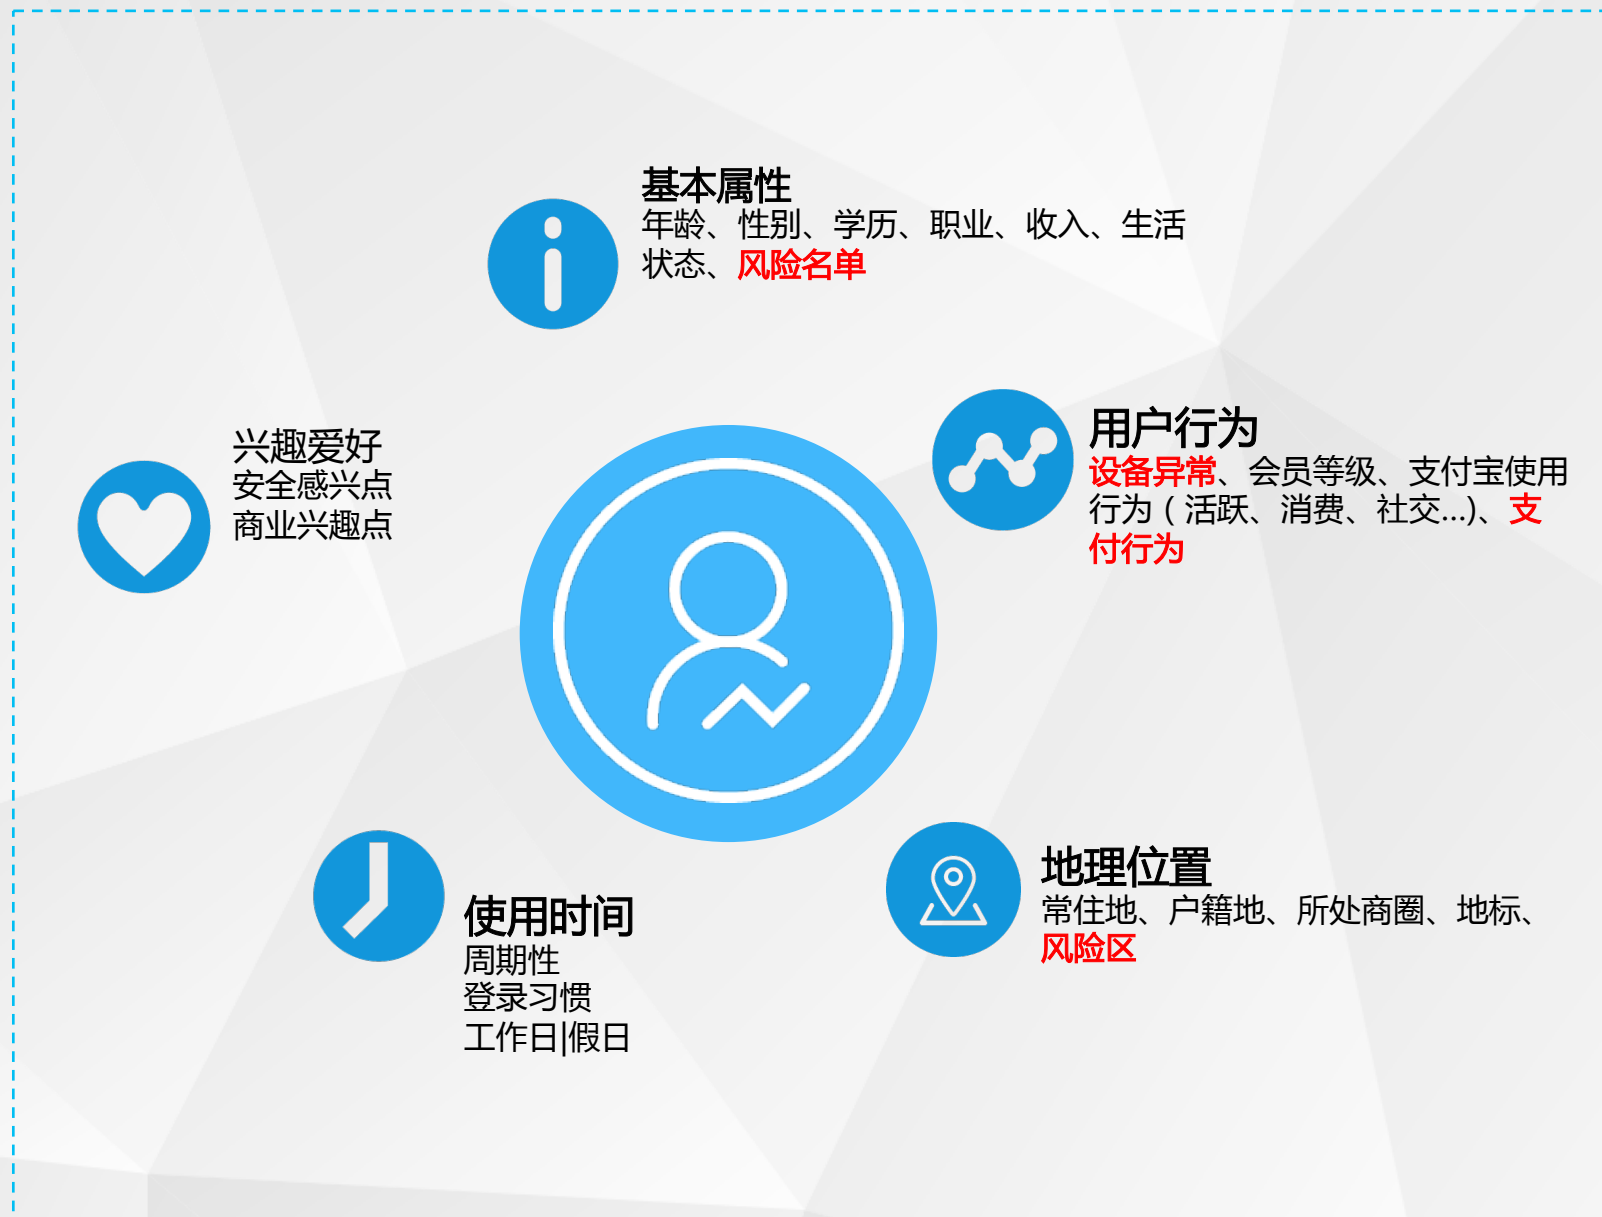 基本属性
年龄、性别、学历、职业、收入、生活
状态、风险名单
兴趣爱好
安全感兴点
商业兴趣点
用户行为
设备异常、会员等级、支付宝使用
行为（活跃、消费、社交...)、支
付行为
使用时间
周期性
登录习惯
工作日|假日
地理位置
常住地、户籍地、所处商圈、地标、
风险区